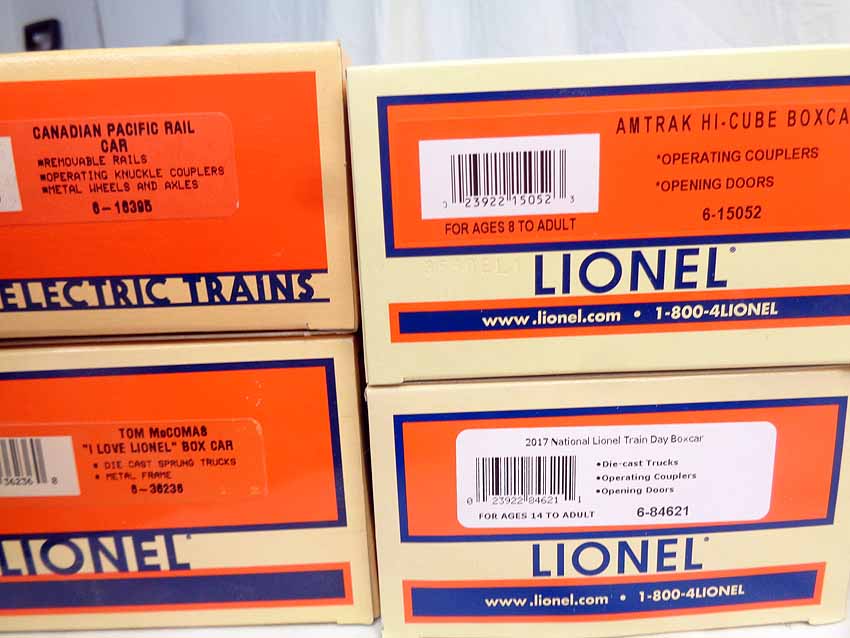 CANADIAN PACIFIC RAIL
CAR
*REMOVABLE RAILS
*OPERATING KNUCKLE COUPLERS
*METAL WHEELS AND AXLES
6-16395
ELECTRIC TRAINS
AMTRAK HI-CUBE BOXCA
*OPERATING COUPLERS
*OPENING DOORS
6-15052
0 23922 15052 3
FOR AGES 8 TO ADULT
LIONEL
www.lionel.com • 1-800-4LIONEL
TOM McCOMAS
"I LOVE LIONEL" BOX CAR
• DIE CAST SPRUNG TRUCKS
• METAL FRAME
6-36236
36236 8
LIONEL
2017 National Lionel Train Day Boxcar
•Die-cast Trucks
•Operating Couplers
•Opening Doors
0 23922 84621 1
FOR AGES 14 TO ADULT
6-84621
LIONEL
www.lionel.com • 1-800-4LIONEL